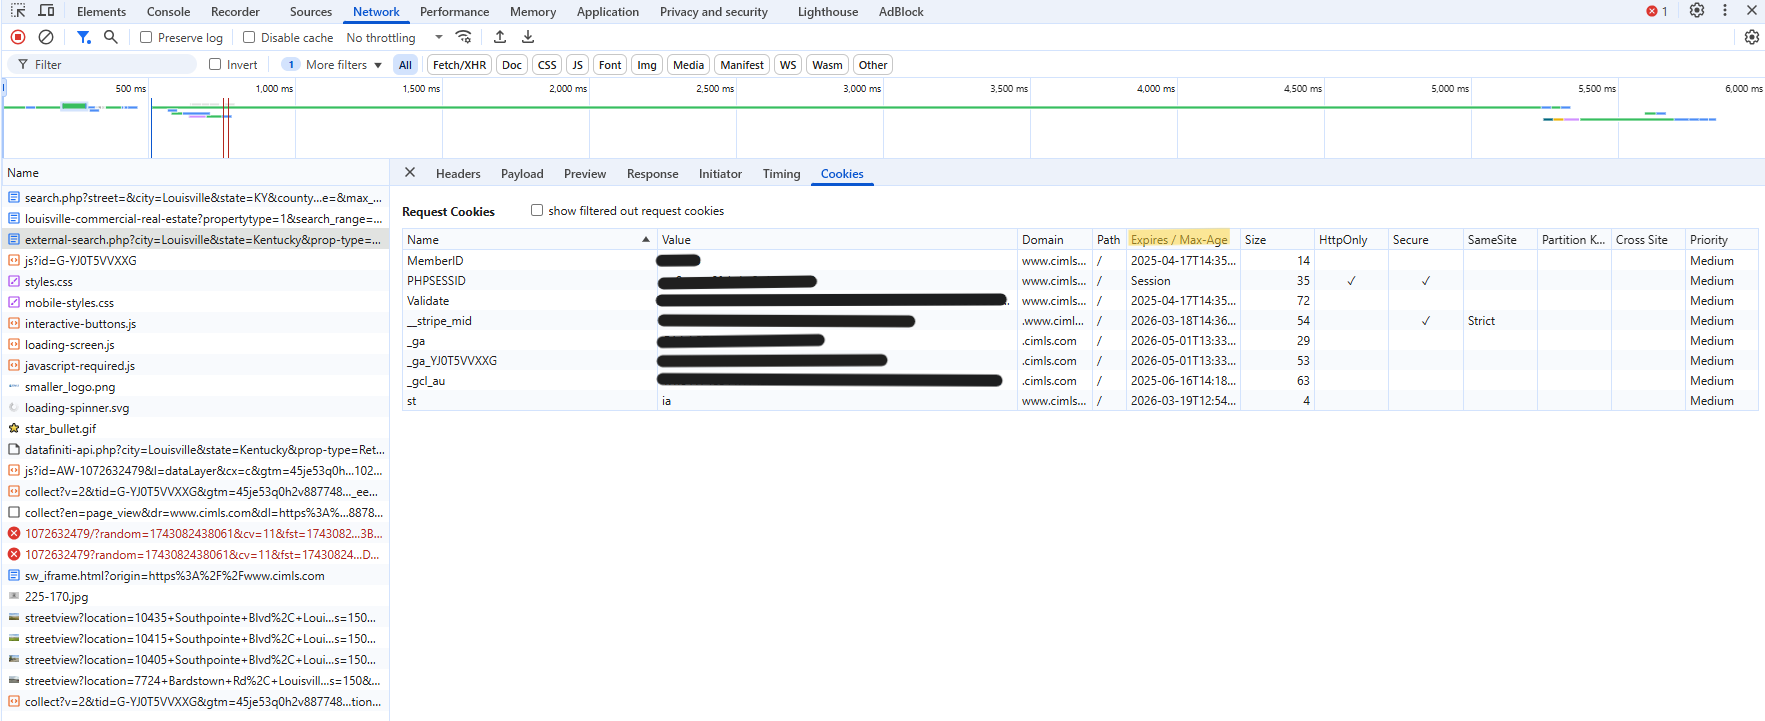 Elements Console Recorder Sources Network Performance Memory Application Privacy and security Lighthouse AdBlock 1
Preserve log Disable cache No throttling
Filter Invert 1 More filters All Fetch/XHR Doc CSS JS Font Img Media Manifest WS Wasm Other
500 ms 1,000 ms 1,500 ms 2,000 ms 2,500 ms 3,000 ms 3,500 ms 4,000 ms 4,500 ms 5,000 ms 5,500 ms 6,000 ms
Name
search.php?street=&city=Louisville&state=KY&county...e=&max_...
louisville-commercial-real-estate?propertytype=1&search_range=...
external-search.php?city=Louisville&state=Kentucky&prop-type=...
js?id=G-YJ0T5VVXXG
styles.css
mobile-styles.css
interactive-buttons.js
loading-screen.js
javascript-required.js
smaller_logo.png
loading-spinner.svg
star_bullet.gif
datafiniti-api.php?city=Louisville&state=Kentucky&prop-type=Ret...
js?id=AW-1072632479&l=dataLayer&cx=c&gtm=45je53q0h...102...
collect?v=2&tid=G-YJ0T5VVXXG&gtm=45je53q0h2v887748..._ee...
collect?en=page_view&dr=www.cimls.com&dl=https%3A%...8878...
1072632479/?random=1743082438061&cv=11&fst=1743082...3B...
1072632479?random=1743082438061&cv=11&fst=17430824...D...
sw_iframe.html?origin=https%3A%2F%2Fwww.cimls.com
225-170.jpg
streetview?location=10435+Southpointe+Blvd%2C+Loui...s=150...
streetview?location=10415+Southpointe+Blvd%2C+Loui...s=150...
streetview?location=10405+Southpointe+Blvd%2C+Loui...s=150...
streetview?location=7724+Bardstown+Rd%2C+Louisvill...s=150&...
collect?v=2&tid=G-YJ0T5VVXXG&gtm=45je53q0h2v887748...tion...
Headers Payload Preview Response Initiator Timing Cookies
Request Cookies show filtered out request cookies
Name Value Domain Path Expires / Max-Age Size HttpOnly Secure SameSite Partition K... Cross Site Priority
MemberID www.cimls... / 2025-04-17T14:35... 14 Medium
PHPSESSID www.cimls... / Session 35 ✓ ✓ Medium
Validate www.cimls... / 2025-04-17T14:35... 72 Medium
__stripe_mid .www.ciml... / 2026-03-18T14:36... 54 ✓ Strict Medium
_ga .cimls.com / 2026-05-01T13:33... 29 Medium
_ga_YJ0T5VVXXG .cimls.com / 2026-05-01T13:33... 53 Medium
_gcl_au .cimls.com / 2025-06-16T14:18... 63 Medium
st ia www.cimls... / 2026-03-19T12:54... 4 Medium